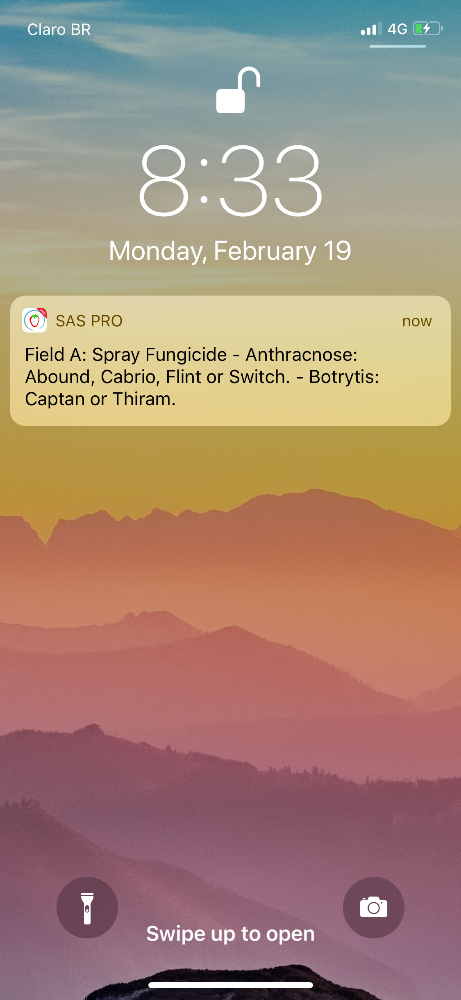 Claro BR
4G
8:33
Monday, February 19
PRO
SAS PRO
now
Field A: Spray Fungicide - Anthracnose:
Abound, Cabrio, Flint or Switch. - Botrytis:
Captan or Thiram.
Swipe up to open